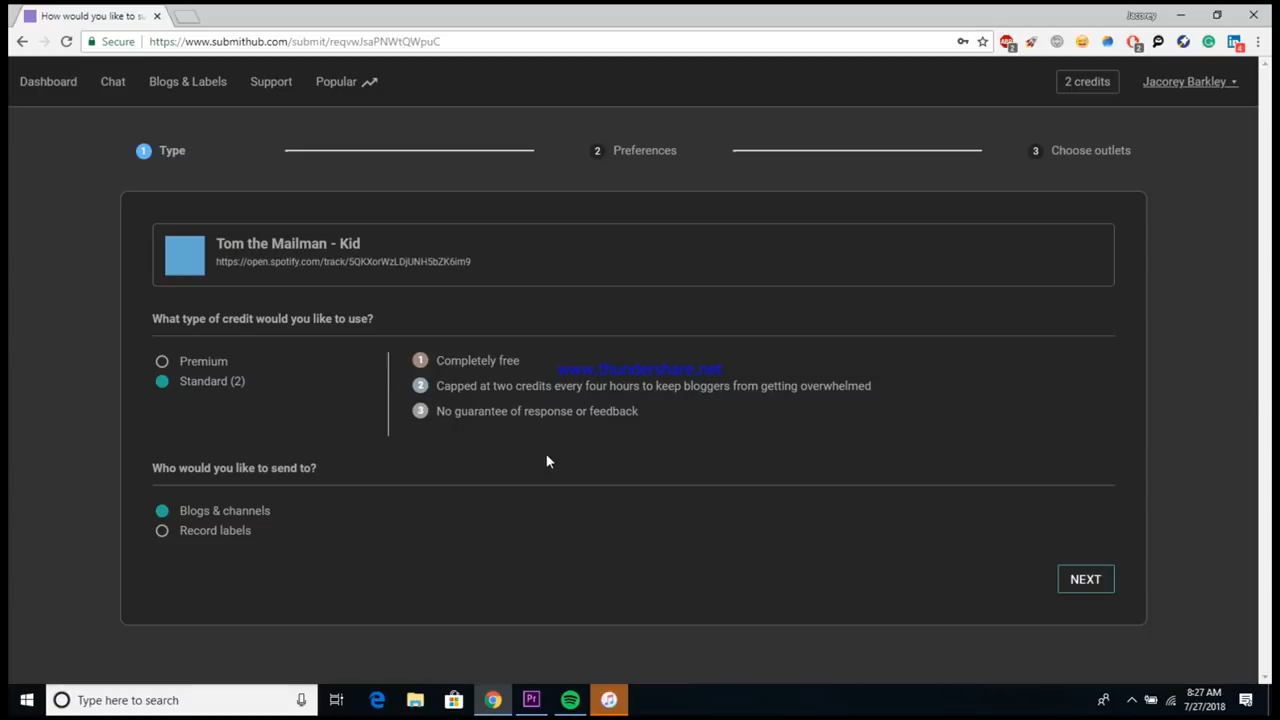 How would you like to su
Jacorey
Secure
https://www.submithub.com/submit/reqvwJsaPNWtQWpuC
2
2
4
Dashboard
Chat
Blogs & Labels
Support
Popular
2 credits
Jacorey Barkley
1 Type
2 Preferences
3 Choose outlets
Tom the Mailman - Kid
https://open.spotify.com/track/5QKXorWzLDjUNH5bZK6im9
What type of credit would you like to use?
Premium
Standard (2)
1 Completely free
www.thundershare.net
2 Capped at two credits every four hours to keep bloggers from getting overwhelmed
3 No guarantee of response or feedback
Who would you like to send to?
Blogs & channels
Record labels
NEXT
Type here to search
Pr
8:27 AM
7/27/2018